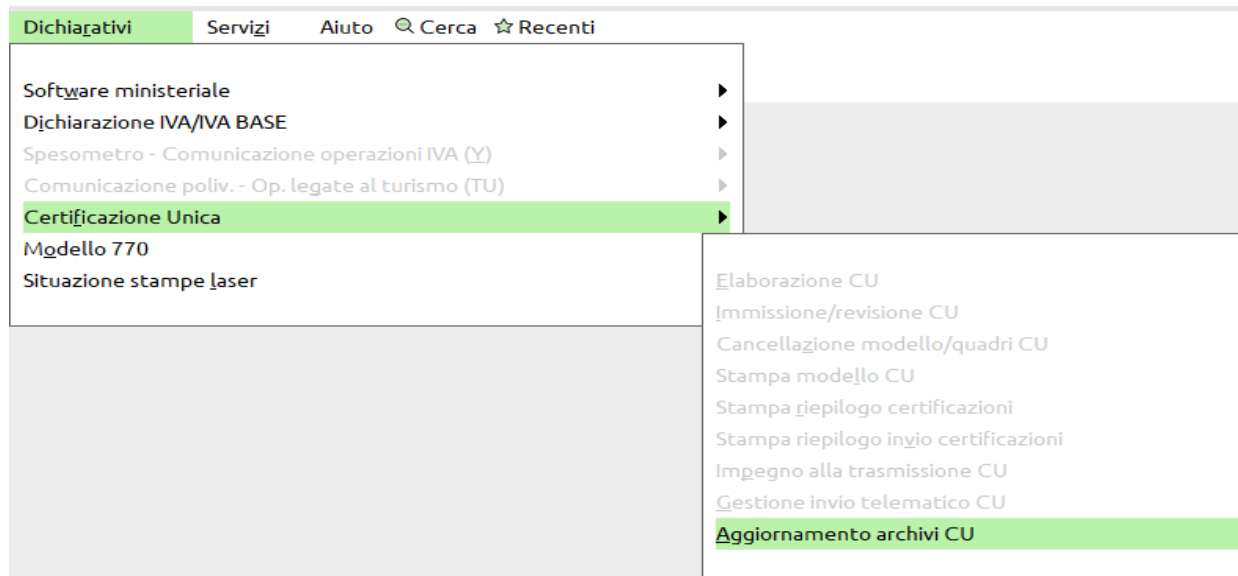 Dichiarativi Servizi Aiuto Cerca Recenti
Software ministeriale
Dichiarazione IVA/IVA BASE
Spesometro - Comunicazione operazioni IVA (Y)
Comunicazione poliv. - Op. legate al turismo (TU)
Certificazione Unica
Modello 770
Situazione stampe laser
Elaborazione CU
Immissione/revisione CU
Cancellazione modello/quadri CU
Stampa modello CU
Stampa riepilogo certificazioni
Stampa riepilogo invio certificazioni
Impegno alla trasmissione CU
Gestione invio telematico CU
Aggiornamento archivi CU